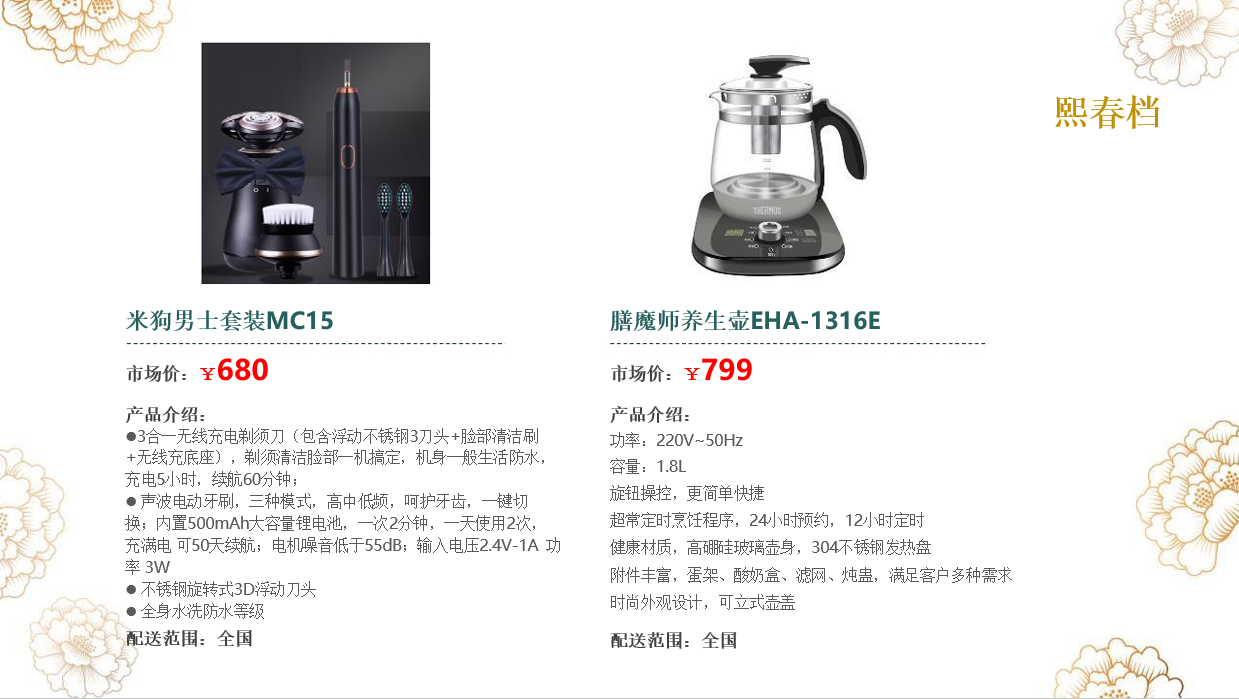 熙春档
THERMOS
米狗男士套装MC15
市场价：￥680
产品介绍：
●3合一无线充电剃须刀（包含浮动不锈钢3刀头+脸部清洁刷
+无线充底座），剃须清洁脸部一机搞定，机身一般生活防水，
充电5小时，续航60分钟；
● 声波电动牙刷，三种模式，高中低频，呵护牙齿，一键切
换；内置500mAh大容量锂电池，一次2分钟，一天使用2次，
充满电 可50天续航；电机噪音低于55dB；输入电压2.4V-1A 功
率 3W
● 不锈钢旋转式3D浮动刀头
● 全身水洗防水等级
配送范围：全国
膳魔师养生壶EHA-1316E
市场价：￥799
产品介绍：
功率：220V~50Hz
容量：1.8L
旋钮操控，更简单快捷
超常定时烹饪程序，24小时预约，12小时定时
健康材质，高硼硅玻璃壶身，304不锈钢发热盘
附件丰富，蛋架、酸奶盒、滤网、炖蛊，满足客户多种需求
时尚外观设计，可立式壶盖
配送范围：全国